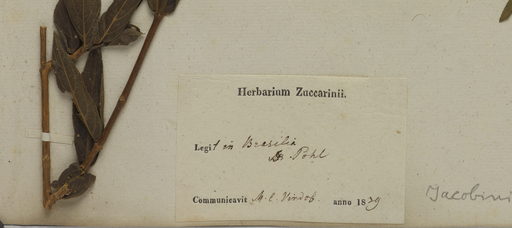 Herbarium Zuccarinii.
Legit in Brasilia
Dr. Pohl
Communicavit M. C. Vindob. anno 1839
Jacobini